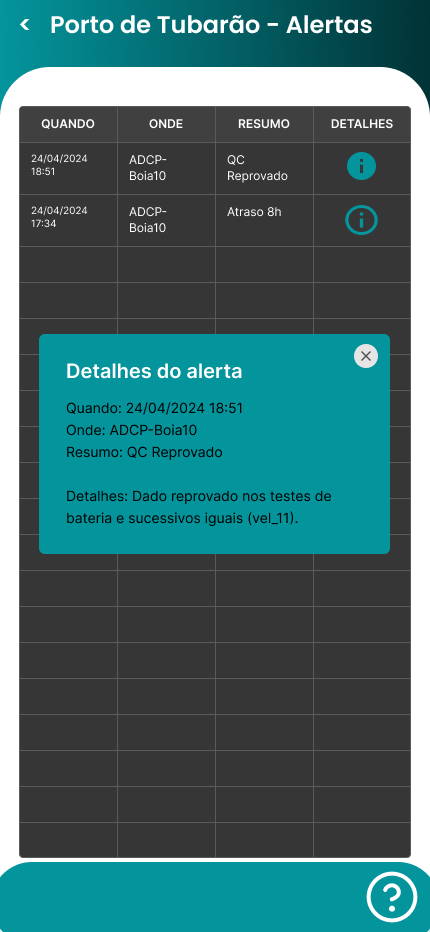 Porto de Tubarão - Alertas
QUANDO ONDE RESUMO DETALHES
24/04/2024
18:51
ADCP-
Boia10
QC
Reprovado
24/04/2024
17:34
ADCP-
Boia10
Atraso 8h
Detalhes do alerta
Quando: 24/04/2024 18:51
Onde: ADCP-Boia10
Resumo: QC Reprovado
Detalhes: Dado reprovado nos testes de
bateria e sucessivos iguais (vel_11).